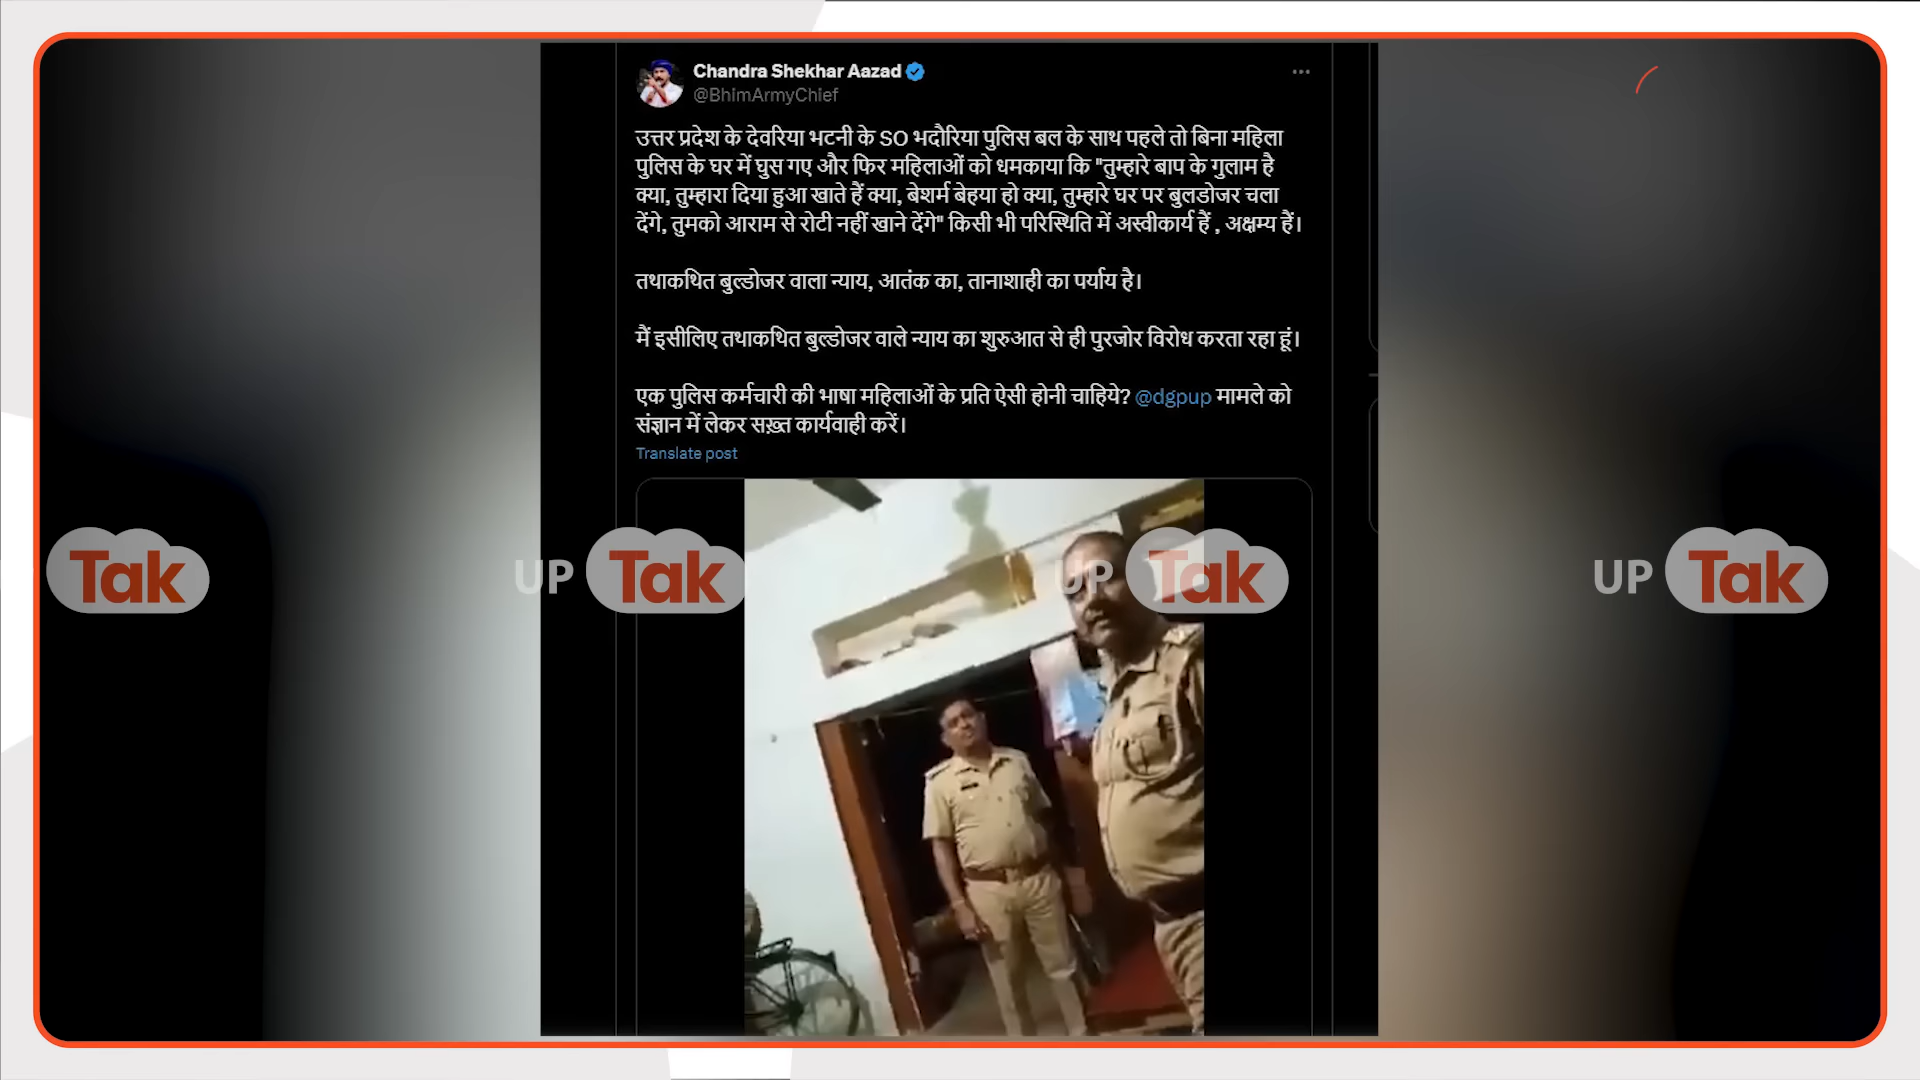 Chandra Shekhar Aazad
@BhimArmyChief
उत्तर प्रदेश के देवरिया भटनी के SO भदौरिया पुलिस बल के साथ पहले तो बिना महिला
पुलिस के घर में घुस गए और फिर महिलाओं को धमकाया कि "तुम्हारे बाप के गुलाम है
क्या, तुम्हारा दिया हुआ खाते हैं क्या, बेशर्म बेहया हो क्या, तुम्हारे घर पर बुलडोजर चला
देंगे, तुमको आराम से रोटी नहीं खाने देंगे" किसी भी परिस्थिति में अस्वीकार्य हैं , अक्षम्य हैं।
तथाकथित बुल्डोजर वाला न्याय, आतंक का, तानाशाही का पर्याय है।
मैं इसीलिए तथाकथित बुल्डोजर वाले न्याय का शुरुआत से ही पुरजोर विरोध करता रहा हूं।
एक पुलिस कर्मचारी की भाषा महिलाओं के प्रति ऐसी होनी चाहिये? @dgpup मामले को
संज्ञान में लेकर सख़्त कार्यवाही करें।
Translate post
Tak
UP Tak
UP Tak
UP Tak